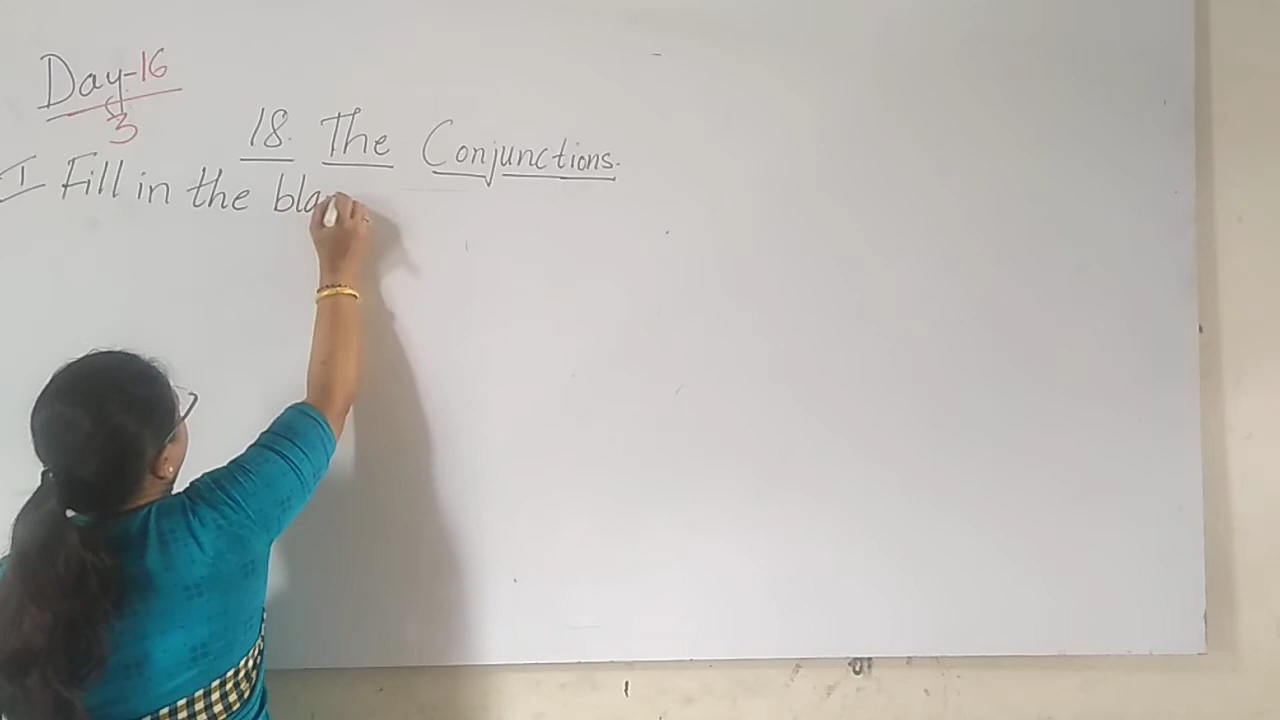 Day-16
3
18. The Conjunctions.
I Fill in the bla